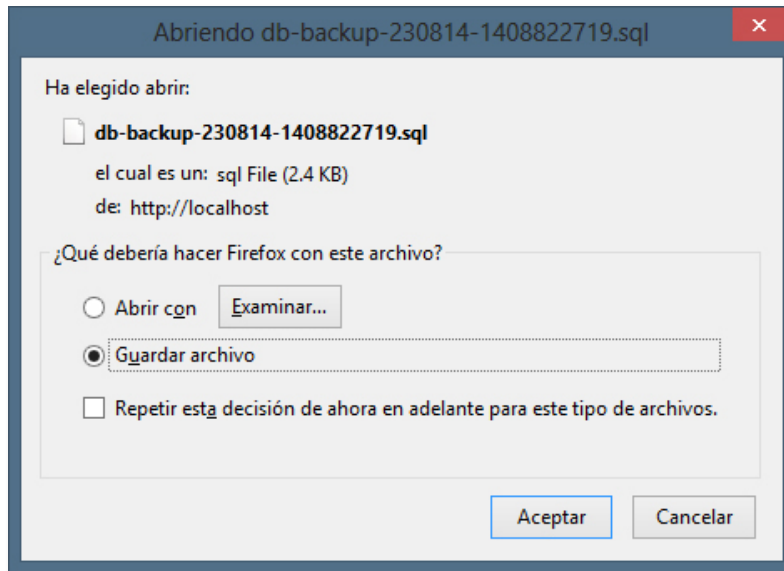 Abriendo db-backup-230814-1408822719.sql
Ha elegido abrir:
db-backup-230814-1408822719.sql
el cual es un: sql File (2.4 KB)
de: http://localhost
¿Qué debería hacer Firefox con este archivo?
Abrir con Examinar...
Guardar archivo
Repetir esta decisión de ahora en adelante para este tipo de archivos.
Aceptar Cancelar